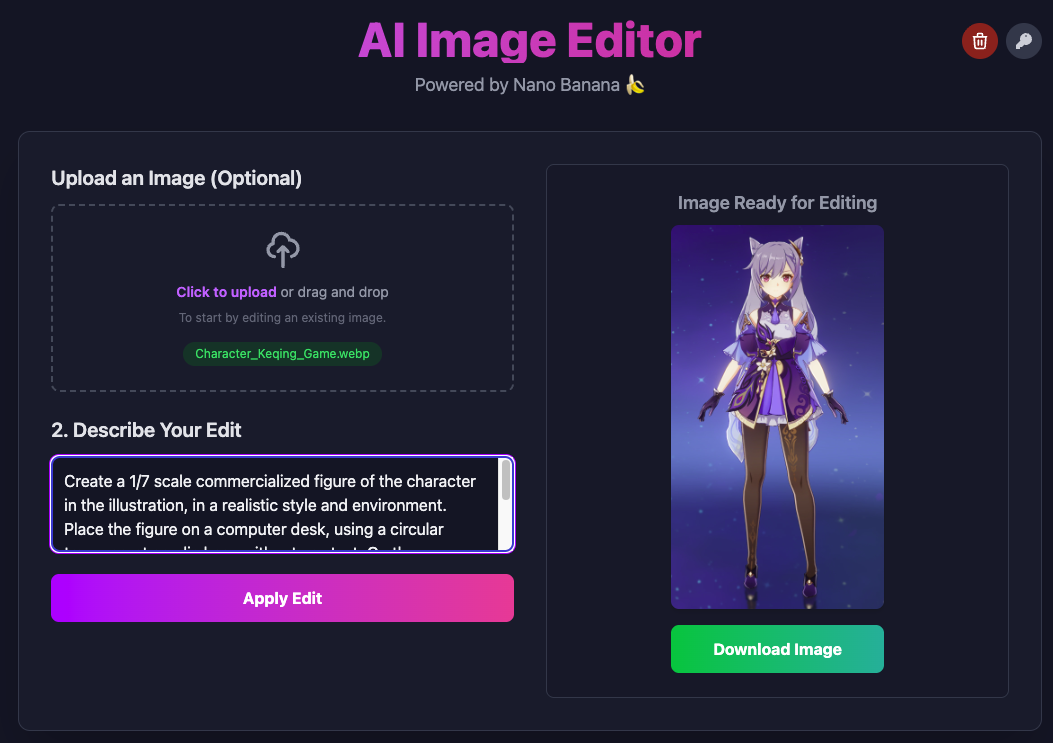 AI Image Editor
Powered by Nano Banana 🍌
Upload an Image (Optional)
Click to upload or drag and drop
To start by editing an existing image.
Character_Keqing_Game.webp
2. Describe Your Edit
Create a 1/7 scale commercialized figure of the character
in the illustration, in a realistic style and environment.
Place the figure on a computer desk, using a circular
Apply Edit
Image Ready for Editing
Download Image